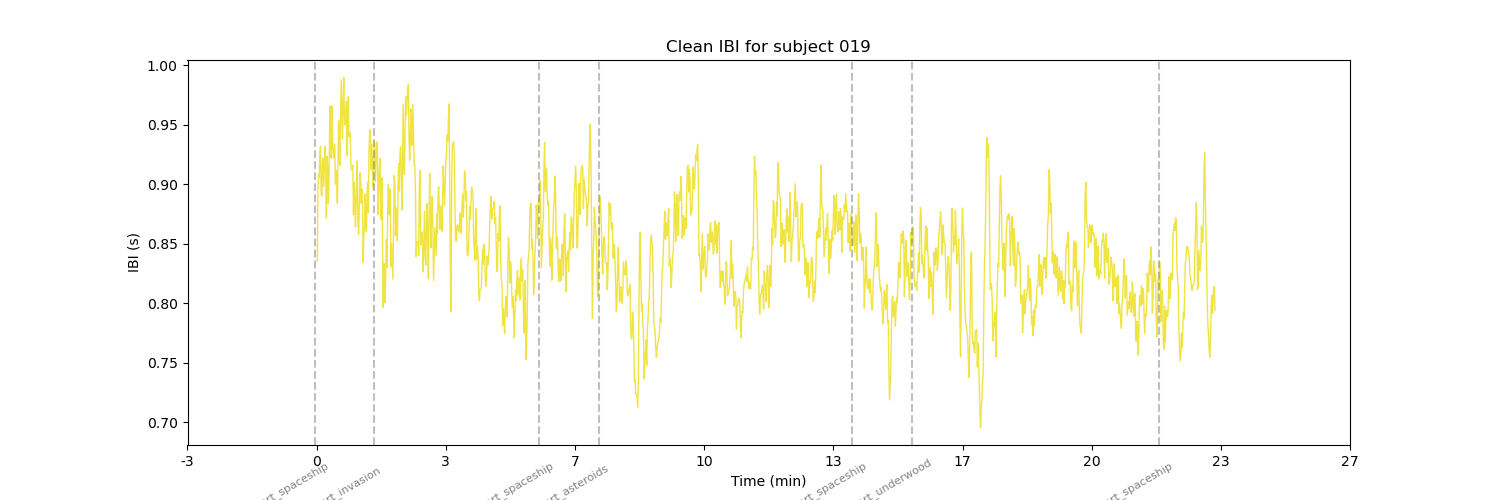 Clean IBI for subject 019
IBI (s)
1.00
0.95
0.90
0.85
0.80
0.75
0.70
-3
0
3
7
10
13
17
20
23
27
Time (min)
rt_spaceship
rt_invasion
rt_spaceship
rt_asteroids
rt_spaceship
rt_underwood
rt_spaceship